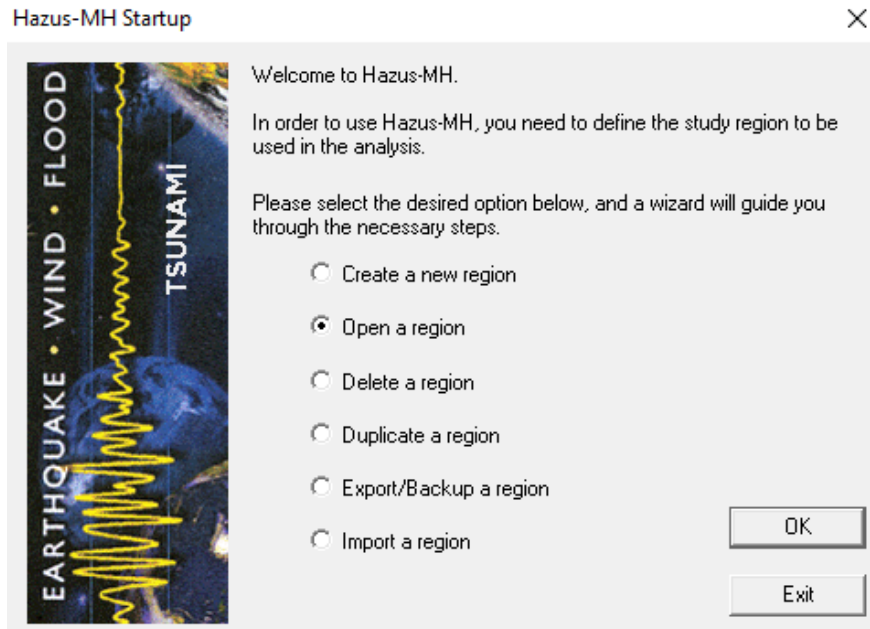 Hazus-MH Startup
EARTHQUAKE • WIND • FLOOD
TSUNAMI
Welcome to Hazus-MH.
In order to use Hazus-MH, you need to define the study region to be
used in the analysis.
Please select the desired option below, and a wizard will guide you
through the necessary steps.
Create a new region
Open a region
Delete a region
Duplicate a region
Export/Backup a region
Import a region
OK
Exit